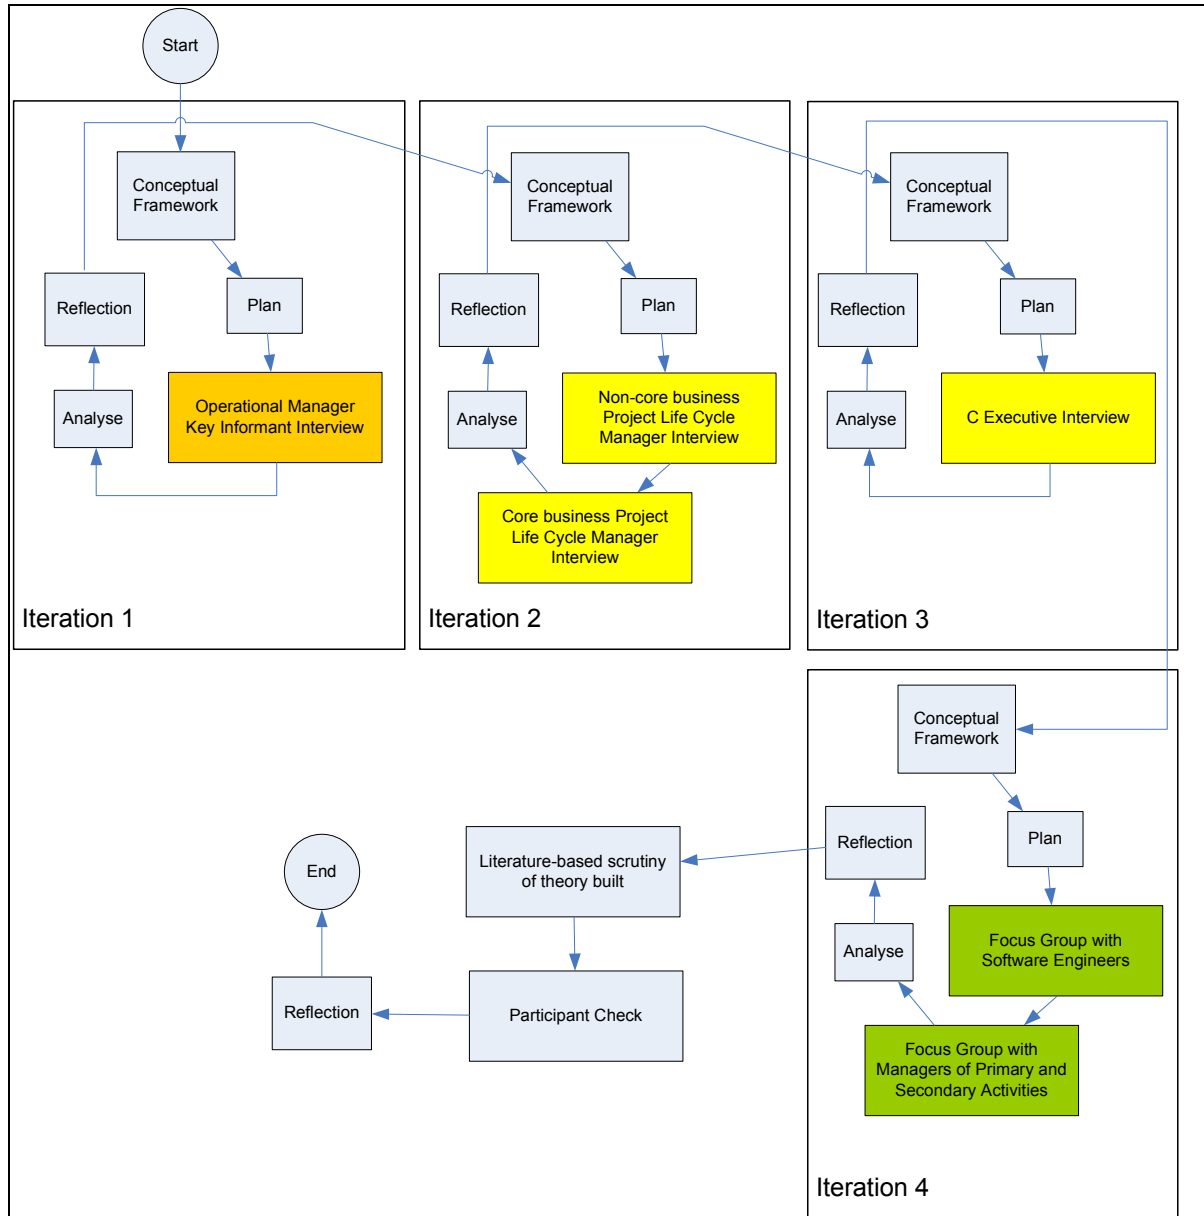 Start
Conceptual
Framework
Plan
Operational Manager
Key Informant Interview
Analyse
Reflection
Iteration 1
Conceptual
Framework
Plan
Non-core business
Project Life Cycle
Manager Interview
Core business Project
Life Cycle Manager
Interview
Analyse
Reflection
Iteration 2
Conceptual
Framework
Plan
C Executive Interview
Analyse
Reflection
Iteration 3
Conceptual
Framework
Plan
Focus Group with
Software Engineers
Focus Group with
Managers of Primary and
Secondary Activities
Analyse
Reflection
Iteration 4
Literature-based scrutiny
of theory built
Participant Check
Reflection
End